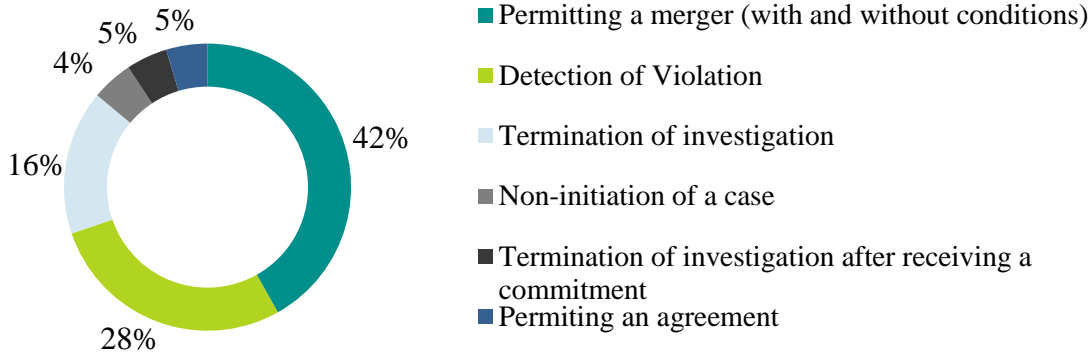 5%
5%
4%
42%
16%
28%
Permitting a merger (with and without conditions)
Detection of Violation
Termination of investigation
Non-initiation of a case
Termination of investigation after receiving a
commitment
Permiting an agreement